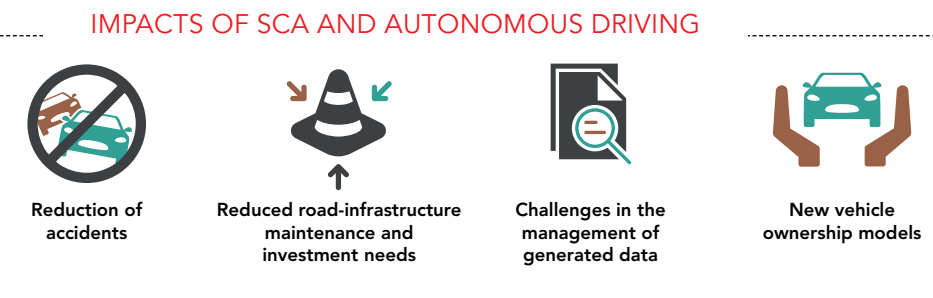 IMPACTS OF SCA AND AUTONOMOUS DRIVING
Reduction of
accidents
Reduced road-infrastructure
maintenance and
investment needs
Challenges in the
management of
generated data
New vehicle
ownership models